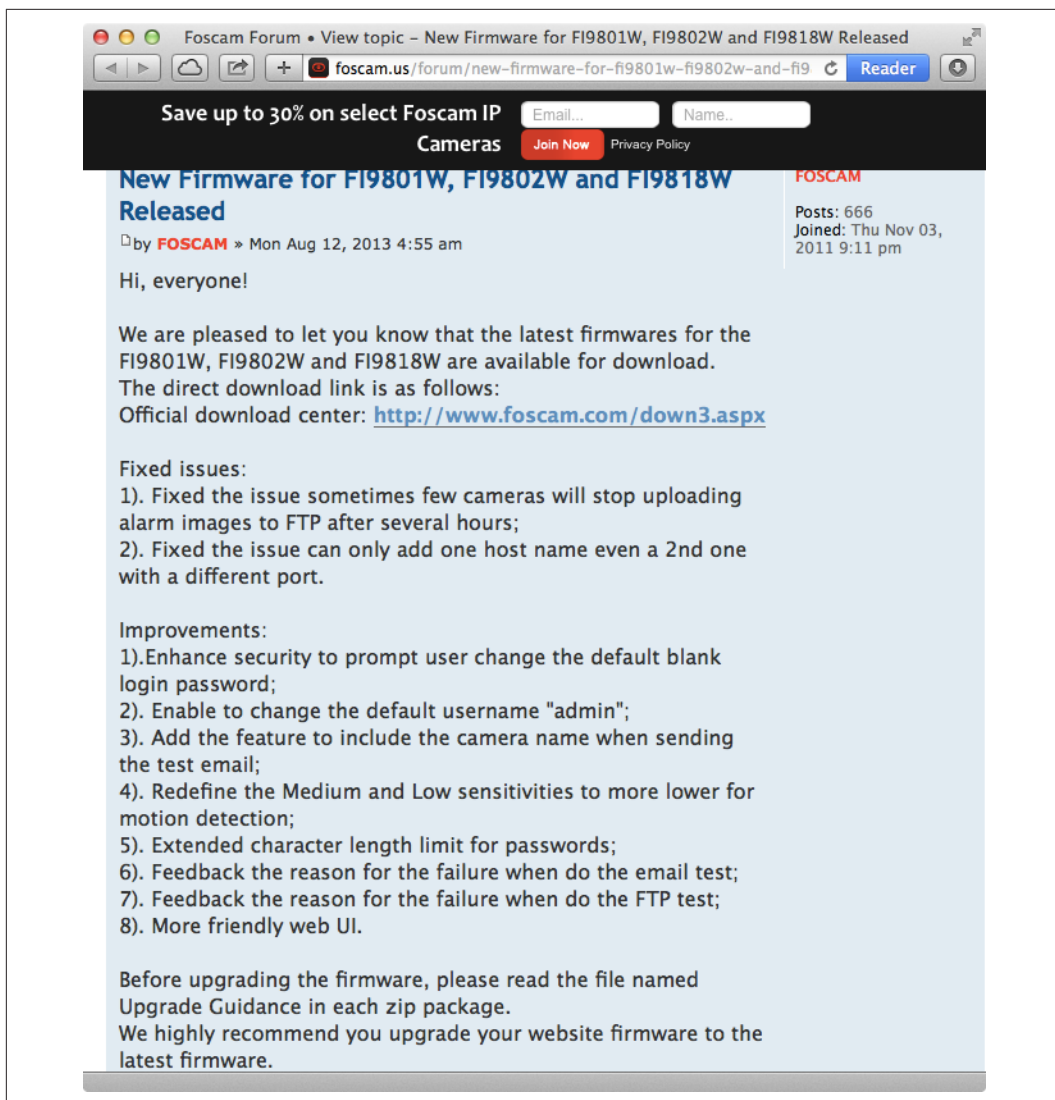 Foscam Forum • View topic – New Firmware for FI9801W, FI9802W and FI9818W Released
foscam.us/forum/new-firmware-for-fi9801w-fi9802w-and-fi9
Reader
Save up to 30% on select Foscam IP
Cameras
Email...
Name..
Join Now
Privacy Policy
New Firmware for FI9801W, FI9802W and FI9818W
Released
by FOSCAM » Mon Aug 12, 2013 4:55 am
FOSCAM
Posts: 666
Joined: Thu Nov 03,
2011 9:11 pm
Hi, everyone!
We are pleased to let you know that the latest firmwares for the
FI9801W, FI9802W and FI9818W are available for download.
The direct download link is as follows:
Official download center: http://www.foscam.com/down3.aspx
Fixed issues:
1). Fixed the issue sometimes few cameras will stop uploading
alarm images to FTP after several hours;
2). Fixed the issue can only add one host name even a 2nd one
with a different port.
Improvements:
1).Enhance security to prompt user change the default blank
login password;
2). Enable to change the default username "admin";
3). Add the feature to include the camera name when sending
the test email;
4). Redefine the Medium and Low sensitivities to more lower for
motion detection;
5). Extended character length limit for passwords;
6). Feedback the reason for the failure when do the email test;
7). Feedback the reason for the failure when do the FTP test;
8). More friendly web UI.
Before upgrading the firmware, please read the file named
Upgrade Guidance in each zip package.
We highly recommend you upgrade your website firmware to the
latest firmware.